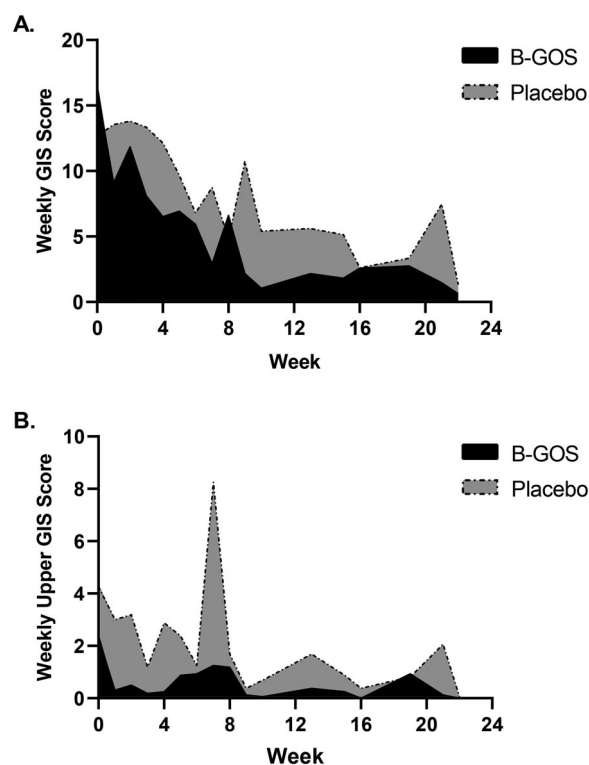 A.
Weekly GIS Score
20
15
10
5
0
0 4 8 12 16 20 24
Week
B-GOS
Placebo
B.
Weekly Upper GIS Score
10
8
6
4
2
0
0 4 8 12 16 20 24
Week
B-GOS
Placebo